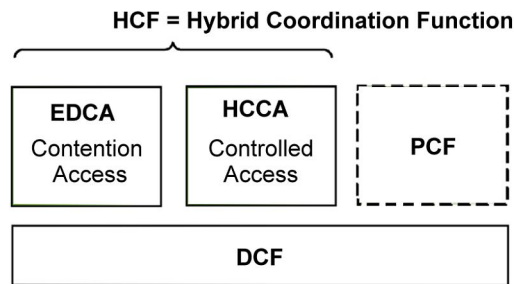 HCF = Hybrid Coordination Function
EDCA
Contention
Access
HCCA
Controlled
Access
PCF
DCF